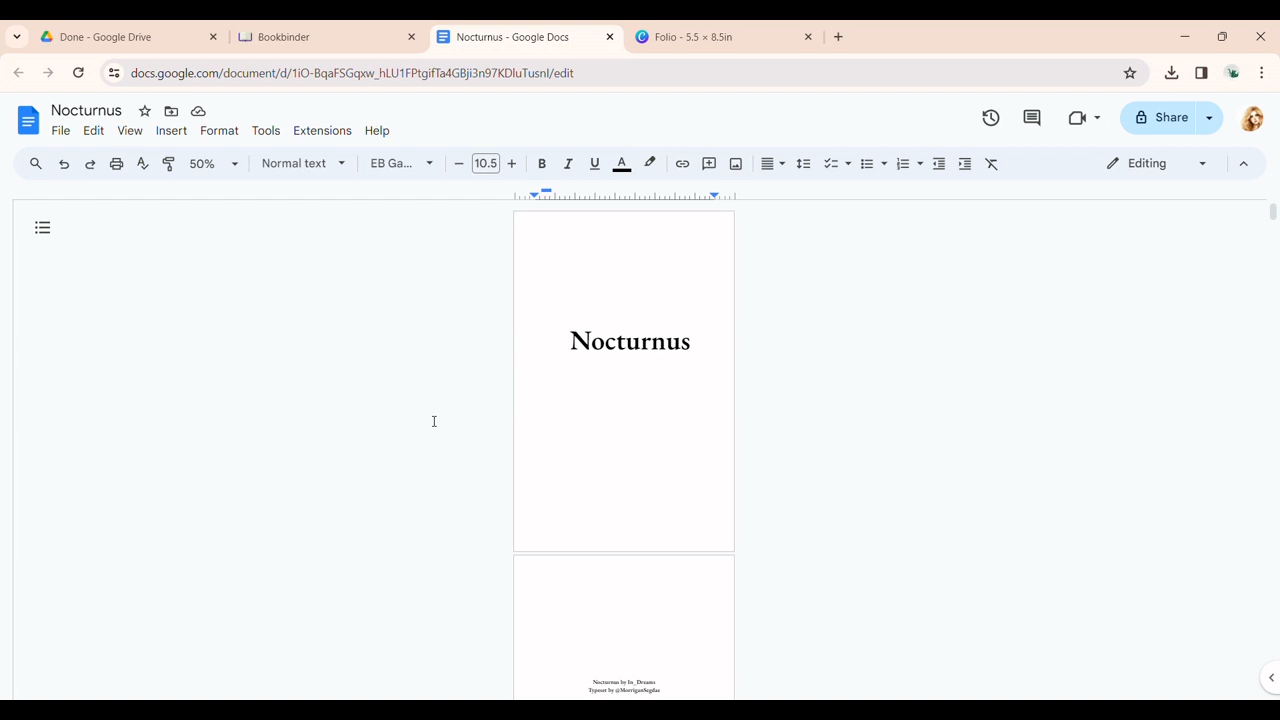 Done - Google Drive
Bookbinder
Nocturnus - Google Docs
Folio - 5.5 × 8.5in
docs.google.com/document/d/1iO-BqaFSGqxw_hLU1FPtgifTa4GBji3n97KDluTusnI/edit
Nocturnus
File Edit View Insert Format Tools Extensions Help
Share
50% Normal text EB Ga... 10.5 B I U A Editing
Nocturnus
Nocturnus by In_Dreams
Typeset by @MorriganSegdae